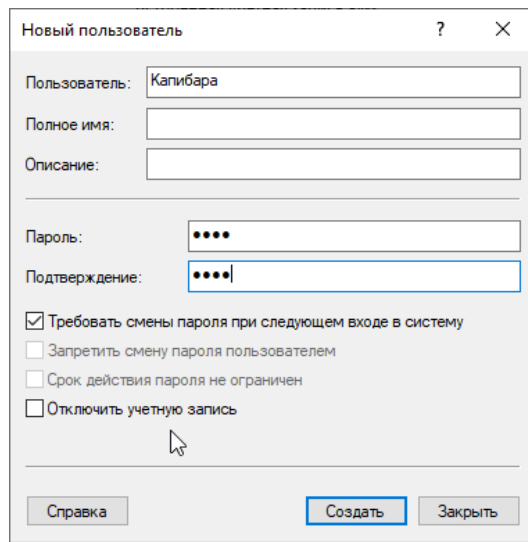 Новый пользователь ? ×
Пользователь: Капибара
Полное имя:
Описание:
Пароль: ●●●●
Подтверждение: ●●●●
Требовать смены пароля при следующем входе в систему
Запретить смену пароля пользователем
Срок действия пароля не ограничен
Отключить учетную запись
Справка Создать Закрыть